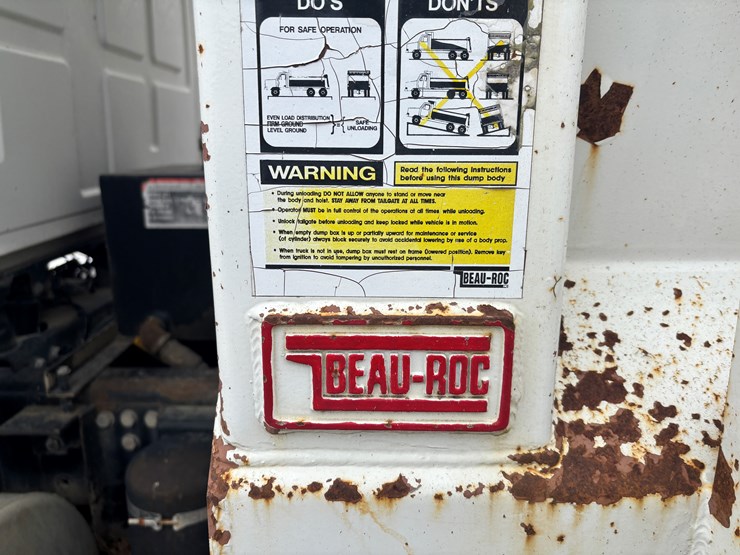 DO'S
DON'TS
FOR SAFE OPERATION
EVEN LOAD DISTRIBUTION
FIRM GROUND
LEVEL GROUND
= SAFE
UNLOADING
WARNING
Read the following instructions
before using this dump body
• During unloading DO NOT ALLOW anyone to stand or move near
the body and hoist. STAY AWAY FROM TAILGATE AT ALL TIMES.
• Operator MUST be in full control of the operations at all times while unloading.
• Unlock tailgate before unloading and keep locked while vehicle is in motion.
• When empty dump box is up or partially upward for maintenance or service
(of cylinder) always block securely to avoid accidental lowering by use of a body prop.
• When truck is not in use, dump box must rest on frame (lowered position). Remove key
from ignition to avoid tampering by unauthorized personnel.
BEAU-ROC
BEAU-ROC